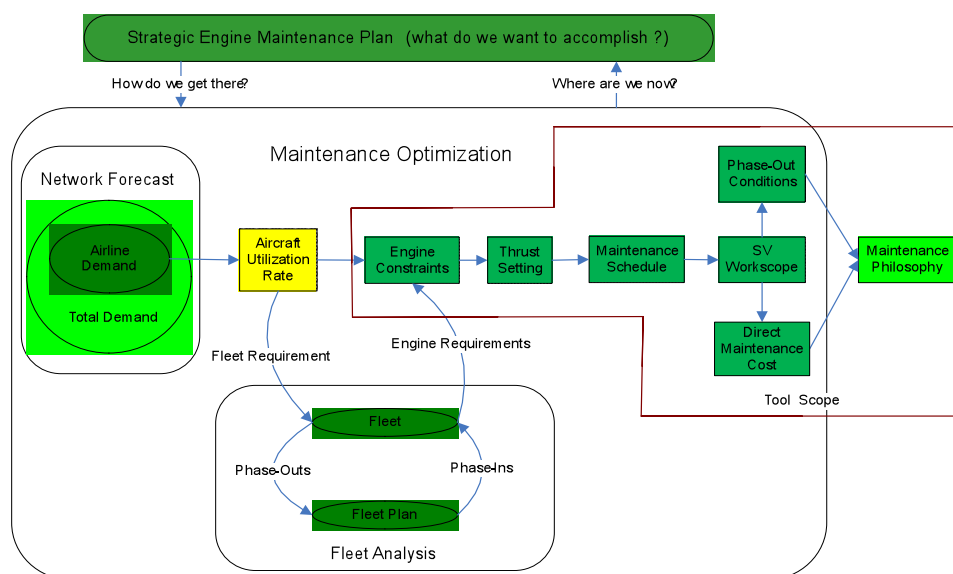 Strategic Engine Maintenance Plan (what do we want to accomplish ?)
How do we get there?
Where are we now?
Maintenance Optimization
Network Forecast
Airline
Demand
Total Demand
Aircraft
Utilization
Rate
Engine
Constraints
Thrust
Setting
Maintenance
Schedule
SV
Workscope
Phase-Out
Conditions
Maintenance
Philosophy
Direct
Maintenance
Cost
Tool Scope
Fleet Requirement
Engine Requirements
Fleet
Phase-Outs
Phase-Ins
Fleet Plan
Fleet Analysis